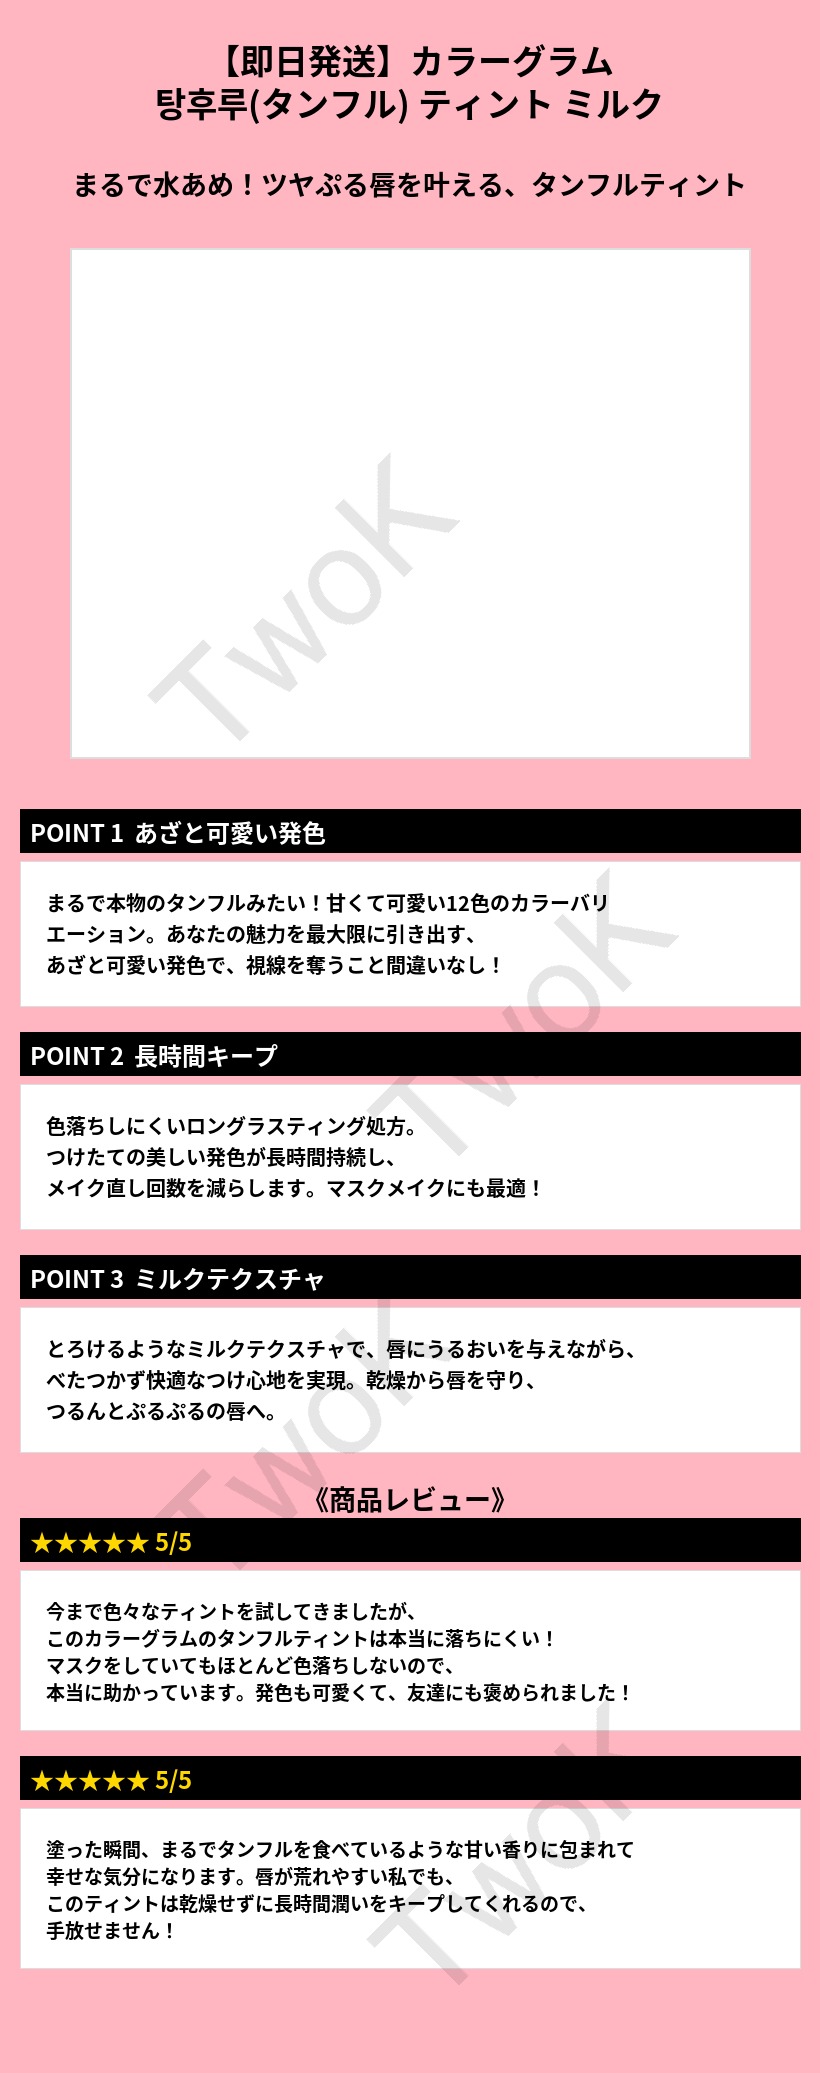 【即日発送】カラーグラム
탕후루(タンフル) ティント ミルク
まるで水あめ！ツヤぷる唇を叶える、タンフルティント
TwoK
POINT 1 あざと可愛い発色
まるで本物のタンフルみたい！甘くて可愛い12色のカラーバリ
エーション。あなたの魅力を最大限に引き出す、
あざと可愛い発色で、視線を奪うこと間違いなし！
TwoK
POINT 2 長時間キープ
色落ちしにくいロングラスティング処方。
つけたての美しい発色が長時間持続し、
メイク直し回数を減らします。マスクメイクにも最適！
POINT 3 ミルクテクスチャ
とろけるようなミルクテクスチャで、唇にうるおいを与えながら、
べたつかず快適なつけ心地を実現。乾燥から唇を守り、
つるんとぷるぷるの唇へ。
TwoK
《商品レビュー》
★★★★★ 5/5
今まで色々なティントを試してきましたが、
このカラーグラムのタンフルティントは本当に落ちにくい！
マスクをしていてもほとんど色落ちしないので、
本当に助かっています。発色も可愛くて、友達にも褒められました！
★★★★★ 5/5
塗った瞬間、まるでタンフルを食べているような甘い香りに包まれて
幸せな気分になります。唇が荒れやすい私でも、
このティントは乾燥せずに長時間潤いをキープしてくれるので、
手放せません！
TwoK